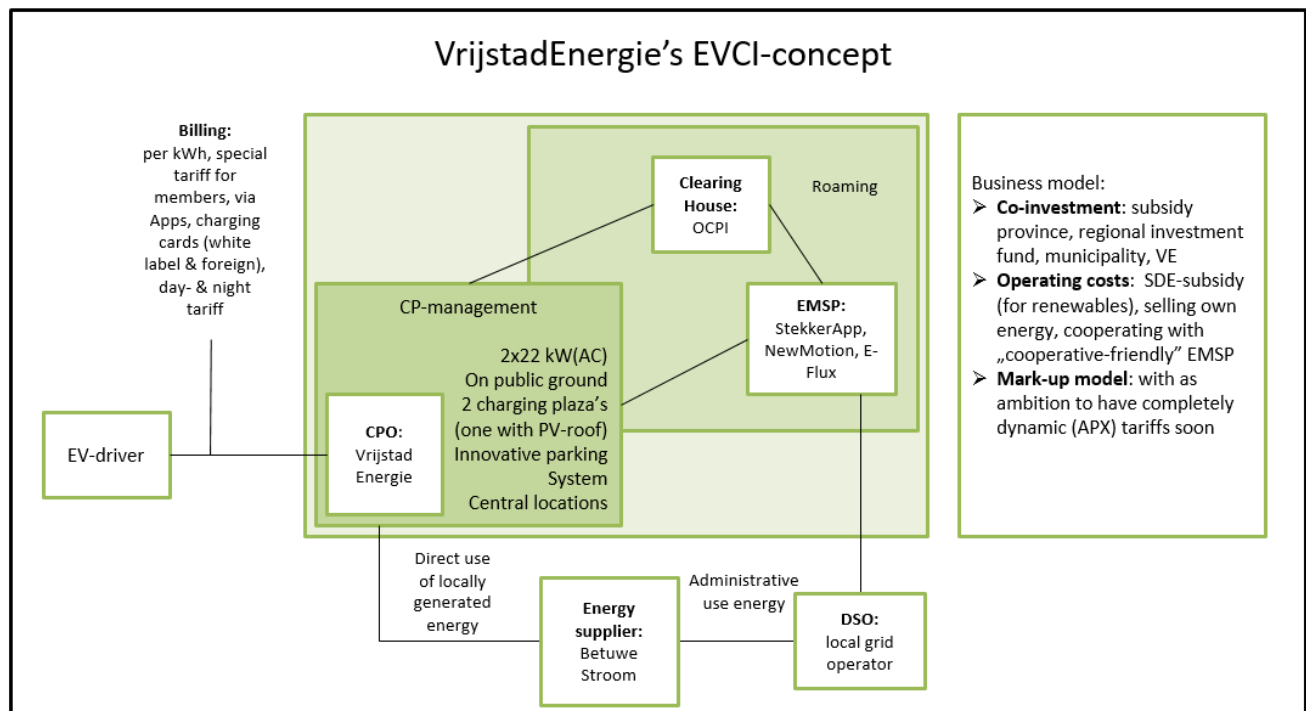 VrijstadEnergie’s EVCI-concept
Billing:
per kWh, special
tariff for
members, via
Apps, charging
cards (white
label & foreign),
day- & night
tariff
EV-driver
Clearing
House:
OCPI
Roaming
CP-management
2x22 kW(AC)
On public ground
2 charging plaza’s
(one with PV-roof)
Innovative parking
System
Central locations
CPO:
Vrijstad
Energie
EMSP:
StekkerApp,
NewMotion, E-
Flux
Direct use
of locally
generated
energy
Energy
supplier:
Betuwe
Stroom
Administrative
use energy
DSO:
local grid
operator
Business model:
➢ Co-investment: subsidy
province, regional investment
fund, municipality, VE
➢ Operating costs: SDE-subsidy
(for renewables), selling own
energy, cooperating with
„cooperative-friendly” EMSP
➢ Mark-up model: with as
ambition to have completely
dynamic (APX) tariffs soon